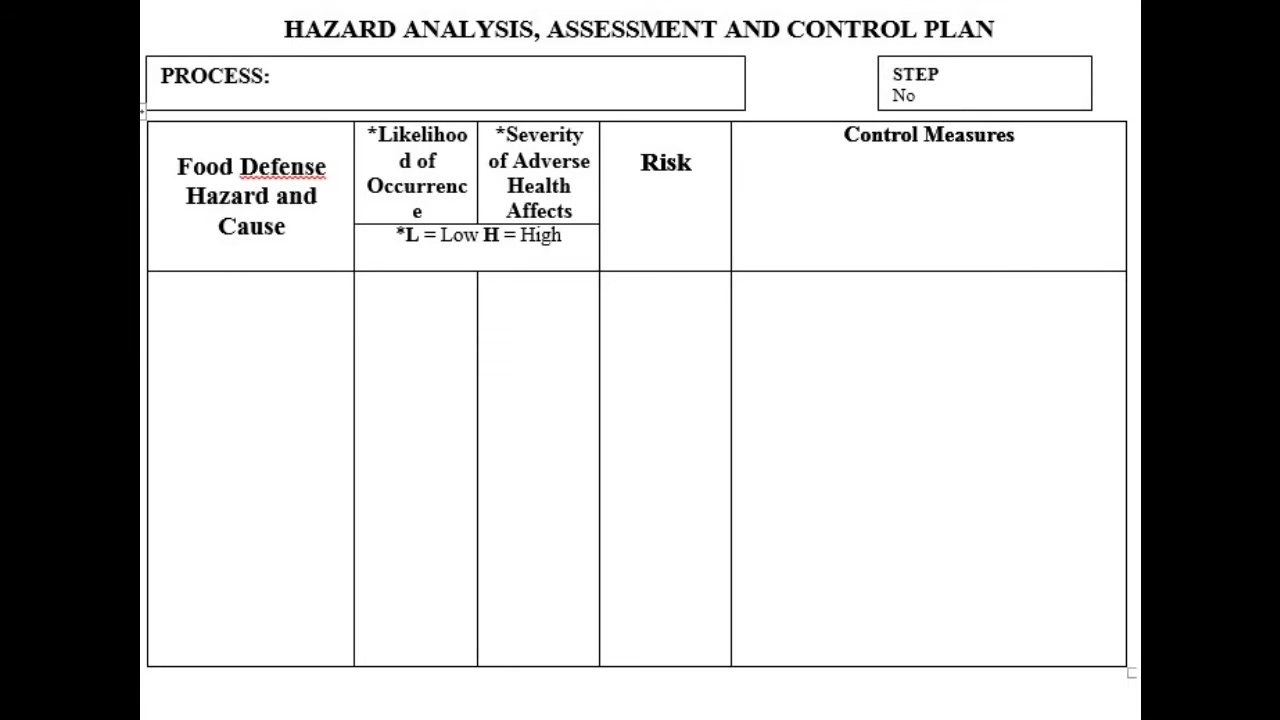 HAZARD ANALYSIS, ASSESSMENT AND CONTROL PLAN
PROCESS:
STEP
No
Food Defense
Hazard and
Cause
*Likelihoo
d of
Occurrenc
e
*Severity
of Adverse
Health
Affects
*L = Low H = High
Risk
Control Measures